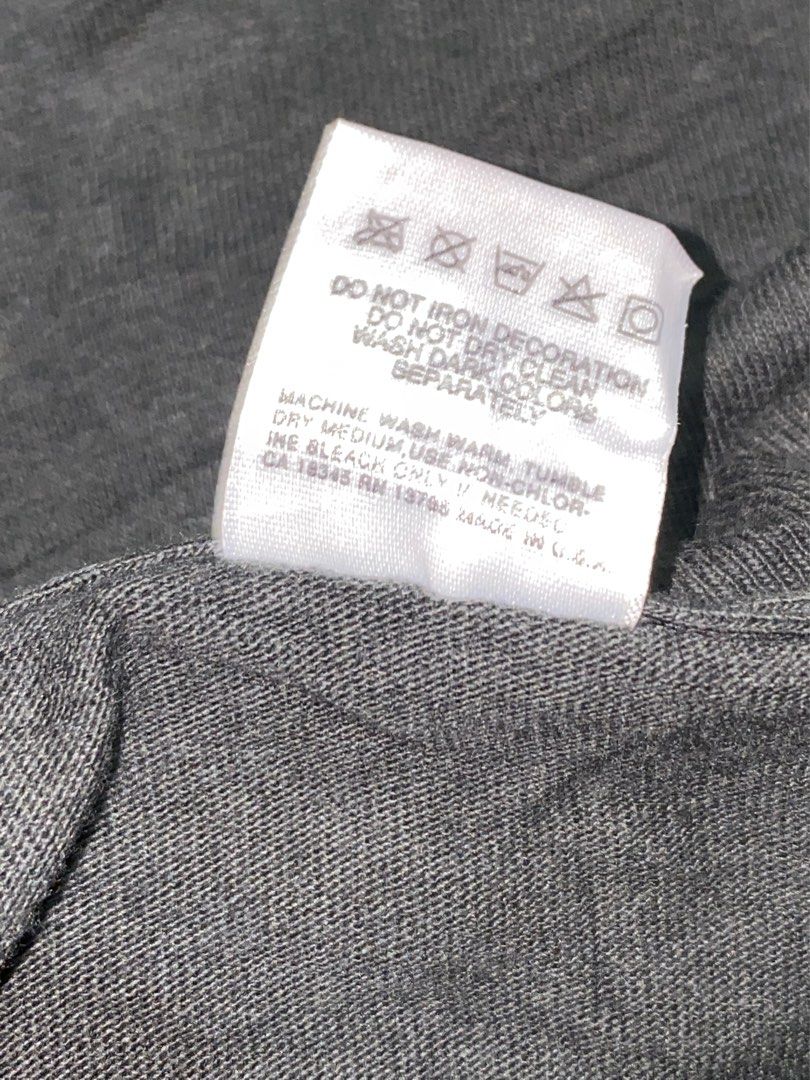 DO NOT IRON DECORATION
DO NOT DRY CLEAN
WASH DARK COLORS
SEPARATELY
MACHINE WASH WARM, TUMBLE
DRY MEDIUM, USE NON-CHLOR-
INE BLEACH ONLY IF NEEDED
CA 18345 RN 13765 MADE IN U.S.A.